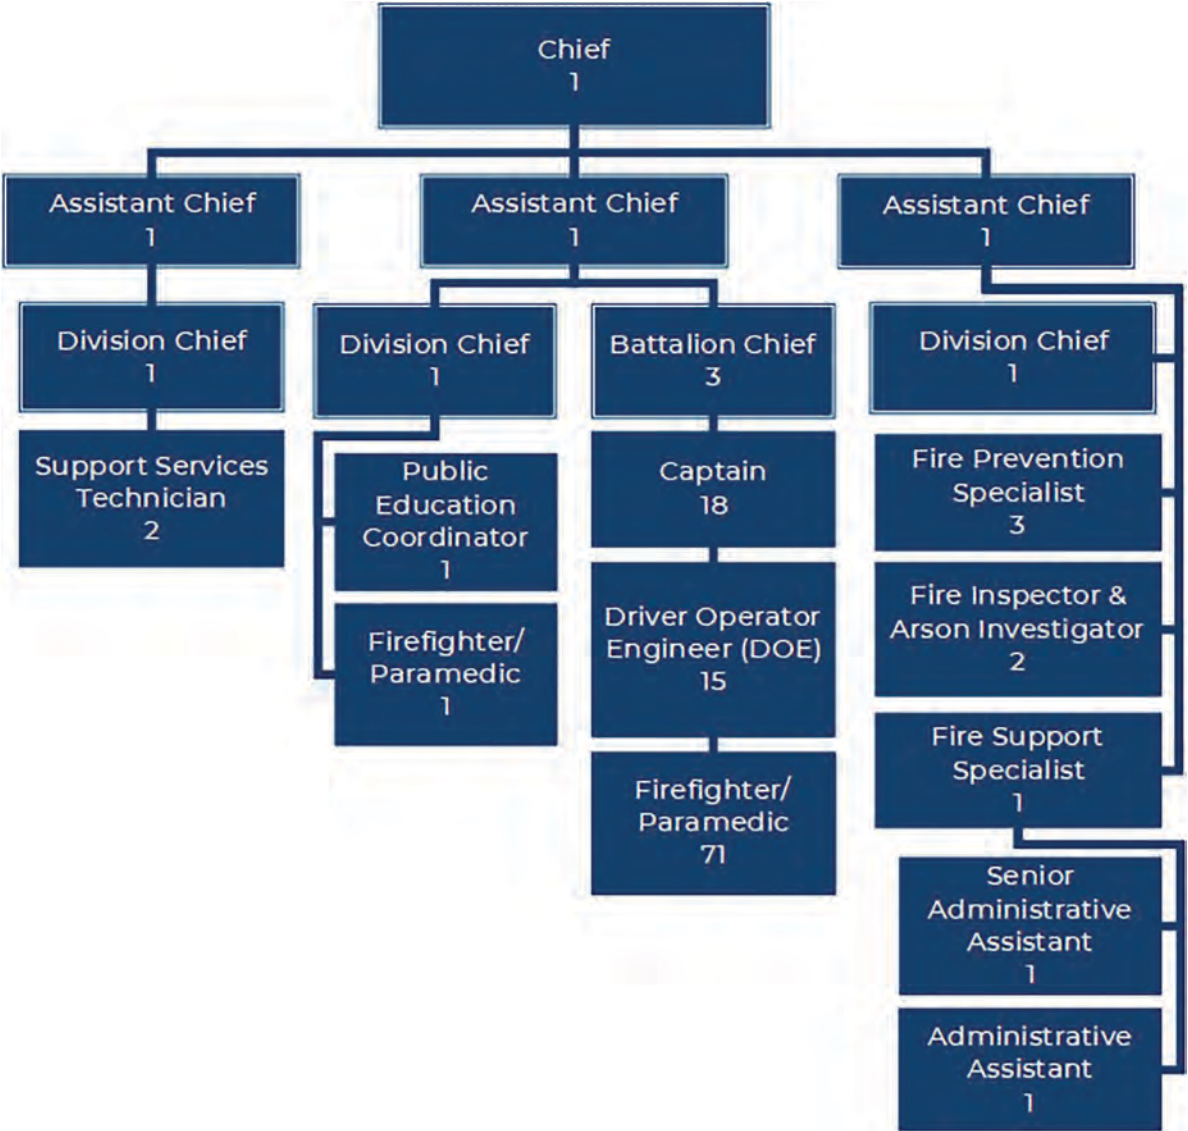 Chief
1
Assistant Chief
1
Assistant Chief
1
Assistant Chief
1
Division Chief
1
Support Services
Technician
2
Division Chief
1
Public
Education
Coordinator
1
Firefighter/
Paramedic
1
Battalion Chief
3
Captain
18
Driver Operator
Engineer (DOE)
15
Firefighter/
Paramedic
71
Division Chief
1
Fire Prevention
Specialist
3
Fire Inspector &
Arson Investigator
2
Fire Support
Specialist
1
Senior
Administrative
Assistant
1
Administrative
Assistant
1